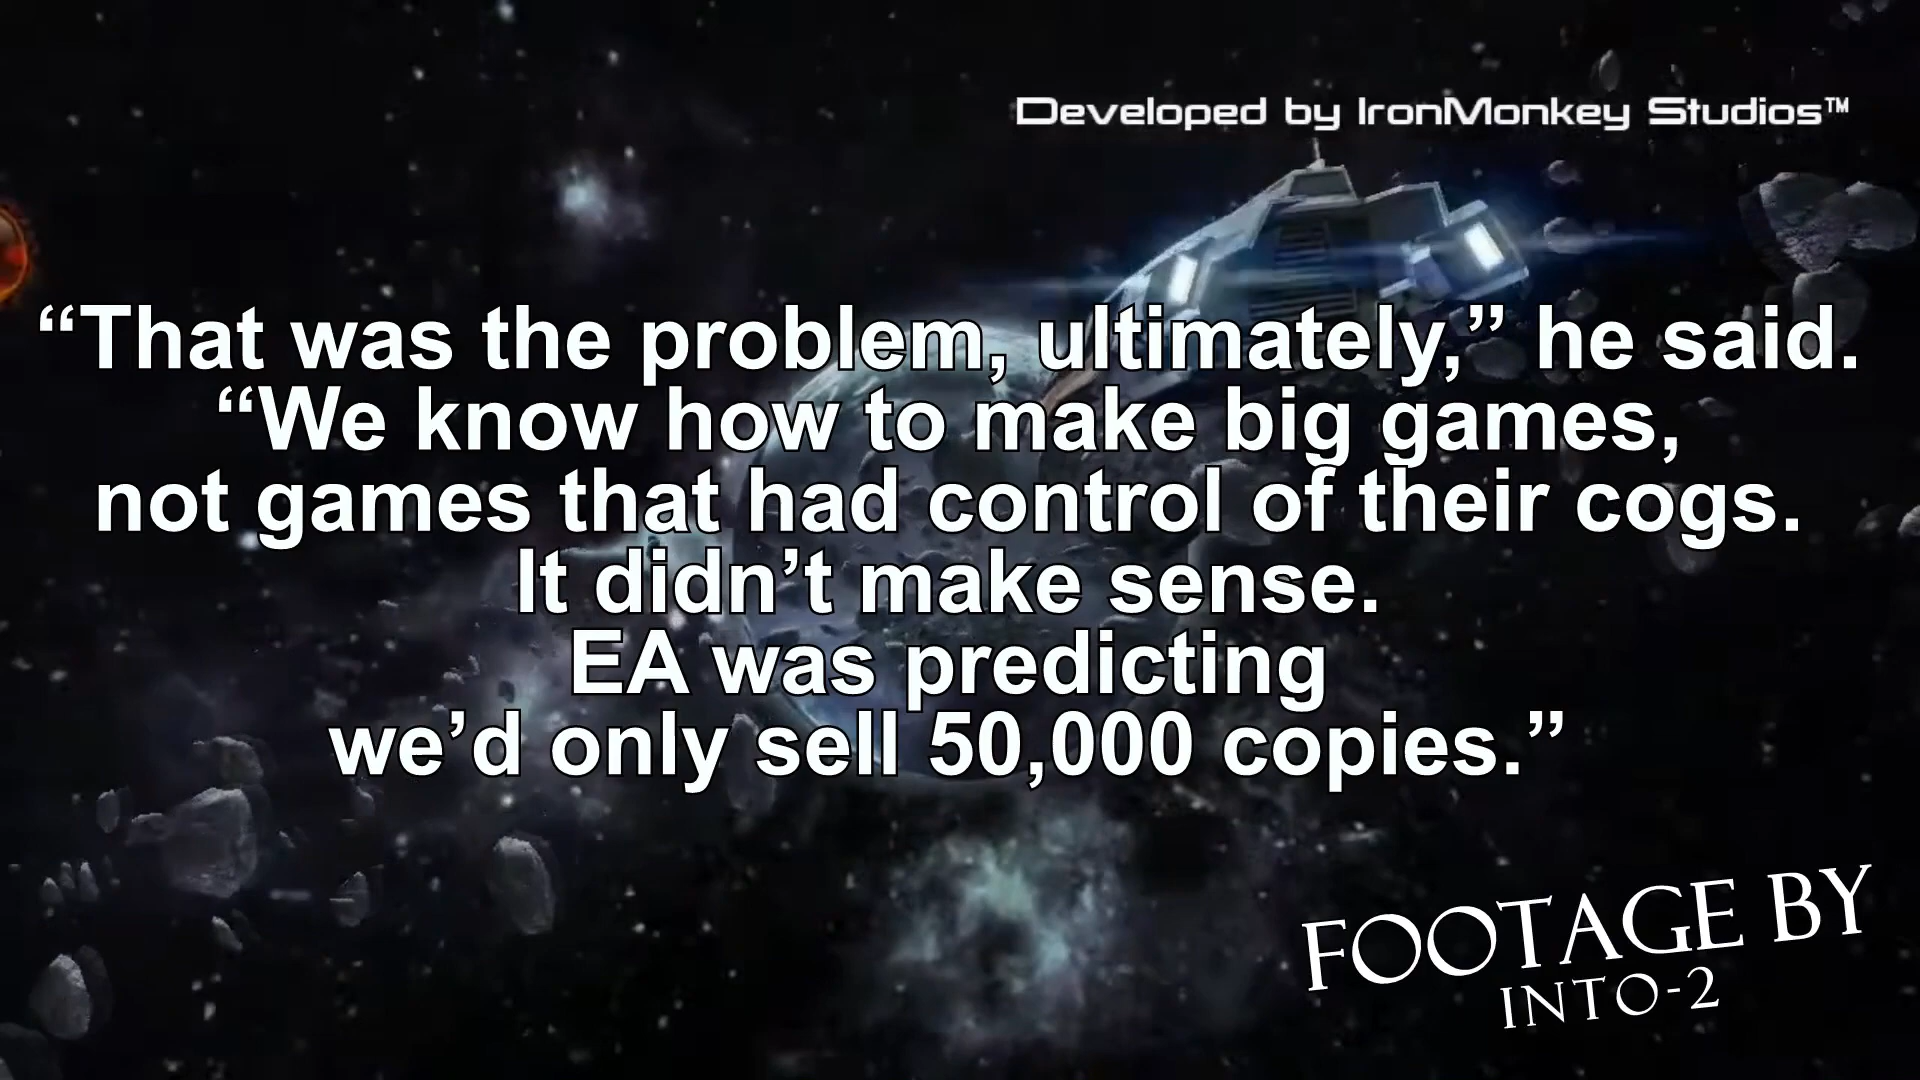 Developed by IronMonkey Studios™
“That was the problem, ultimately,” he said.
“We know how to make big games,
not games that had control of their cogs.
It didn’t make sense.
EA was predicting
we’d only sell 50,000 copies.”
FOOTAGE BY
INTO-2